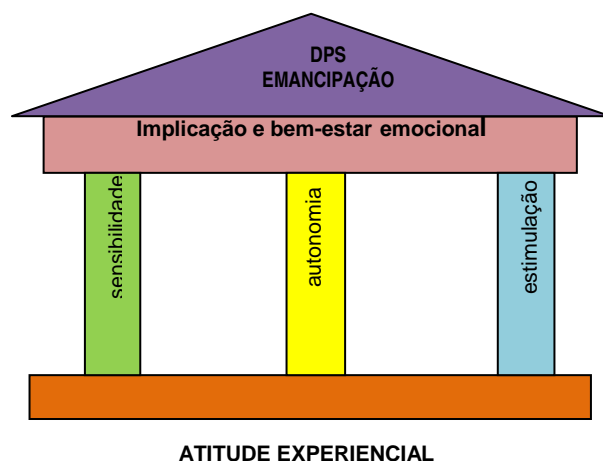 DPS
EMANCIPAÇÃO
Implicação e bem-estar emocional
sensibilidade
autonomia
estimulação
ATITUDE EXPERIENCIAL